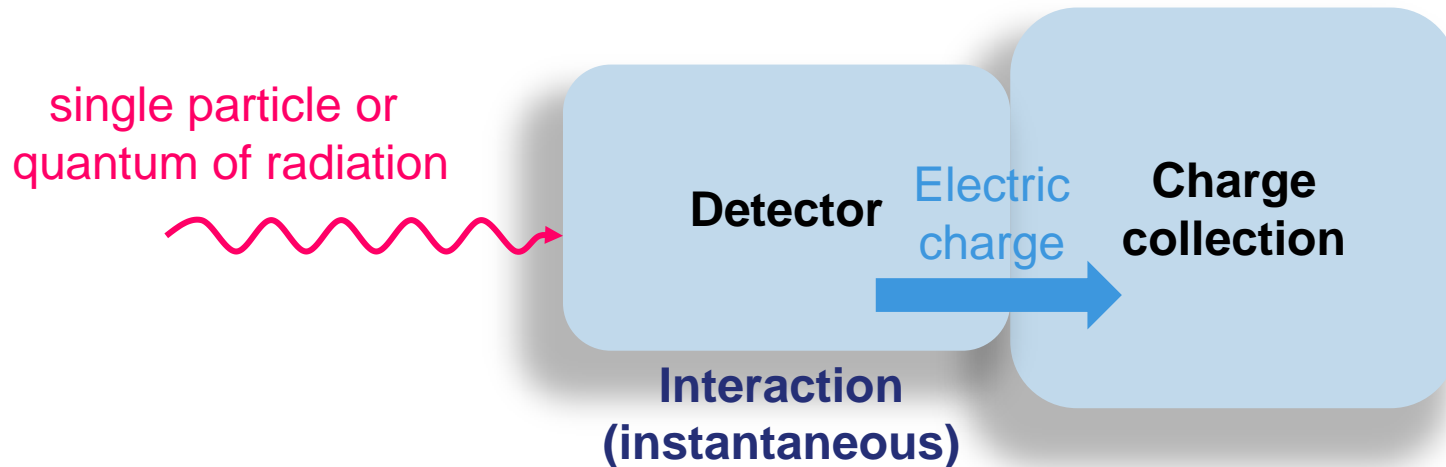 single particle or
quantum of radiation
Detector
Electric
charge
Charge
collection
Interaction
(instantaneous)